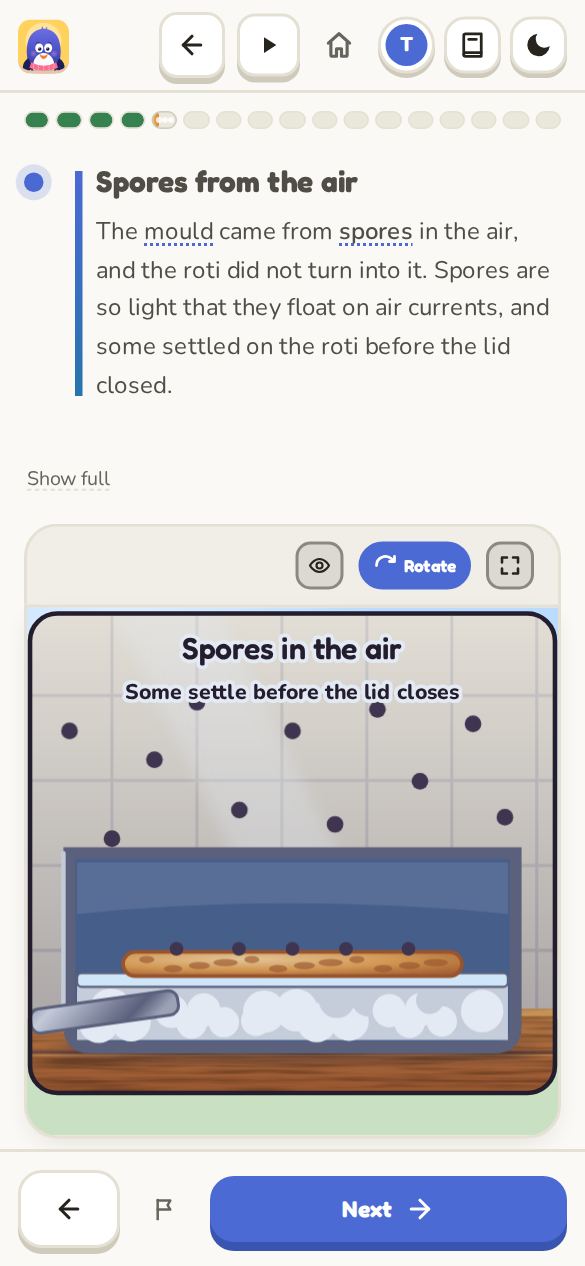 T
Spores from the air
The mould came from spores in the air,
and the roti did not turn into it. Spores are
so light that they float on air currents, and
some settled on the roti before the lid
closed.
Show full
Rotate
Spores in the air
Some settle before the lid closes
Next